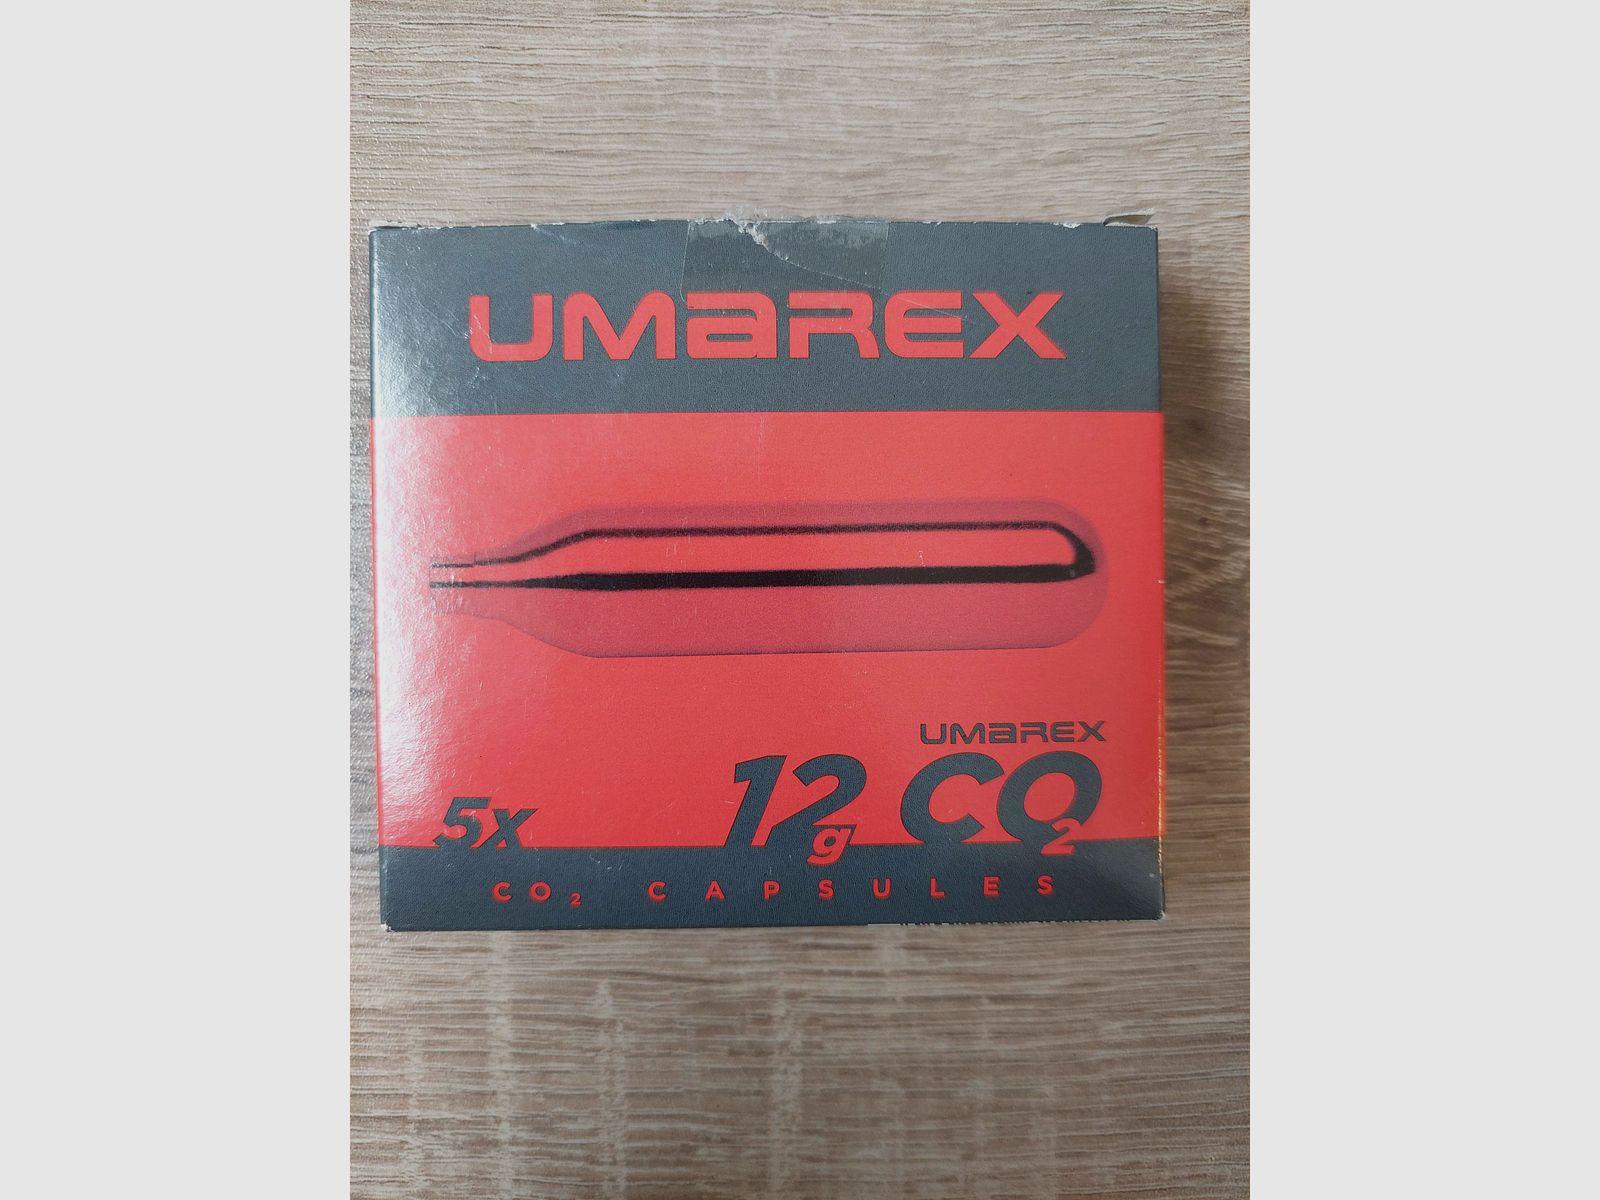 UMAREX
UMAREX
5x 12g CO2
CO2 CAPSULES